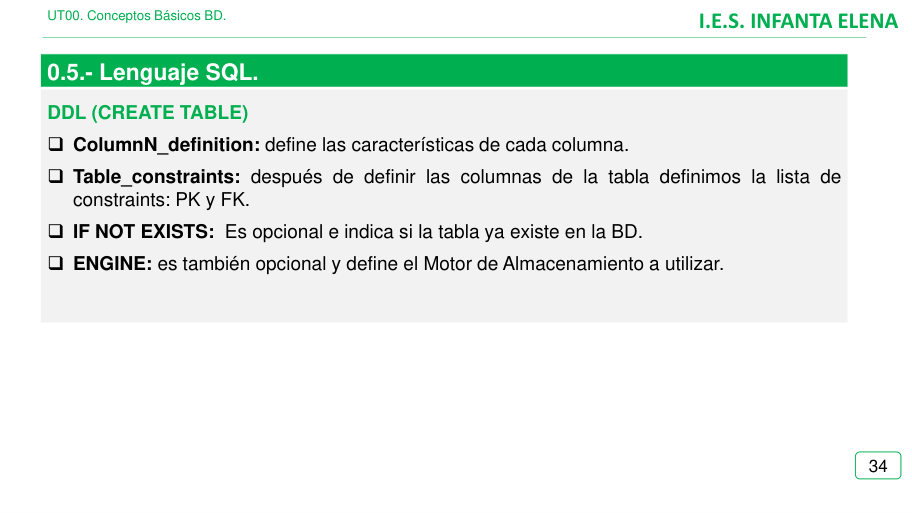 UT00. Conceptos Básicos BD.
I.E.S. INFANTA ELENA
0.5.- Lenguaje SQL.
DDL (CREATE TABLE)
❑ ColumnN_definition: define las características de cada columna.
❑ Table_constraints: después de definir las columnas de la tabla definimos la lista de
constraints: PK y FK.
❑ IF NOT EXISTS: Es opcional e indica si la tabla ya existe en la BD.
❑ ENGINE: es también opcional y define el Motor de Almacenamiento a utilizar.
34